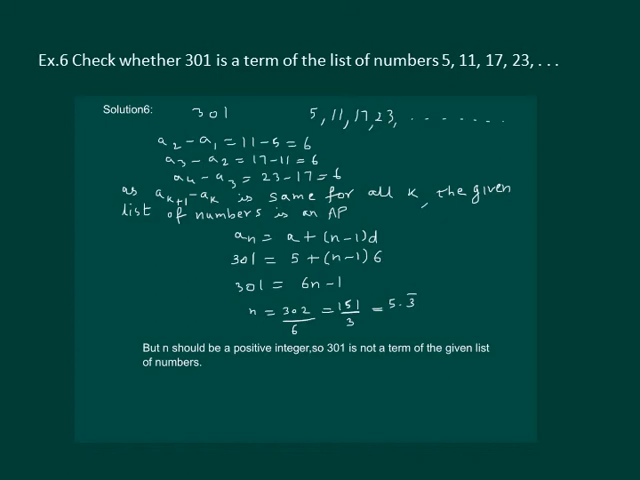 Ex.6 Check whether 301 is a term of the list of numbers 5, 11, 17, 23, . . .
Solution6: 301 5, 11, 17, 23, . . . . . . . .
a₂ - a₁ = 11 - 5 = 6
a₃ - a₂ = 17 - 11 = 6
a₄ - a₃ = 23 - 17 = 6
as aₖ₊₁ - aₖ is same for all K, the given
list of numbers is an AP
aₙ = a + (n-1)d
301 = 5 + (n-1) 6
301 = 6n - 1
n = 302/6 = 151/3 = 5.3̅
But n should be a positive integer,so 301 is not a term of the given list
of numbers.